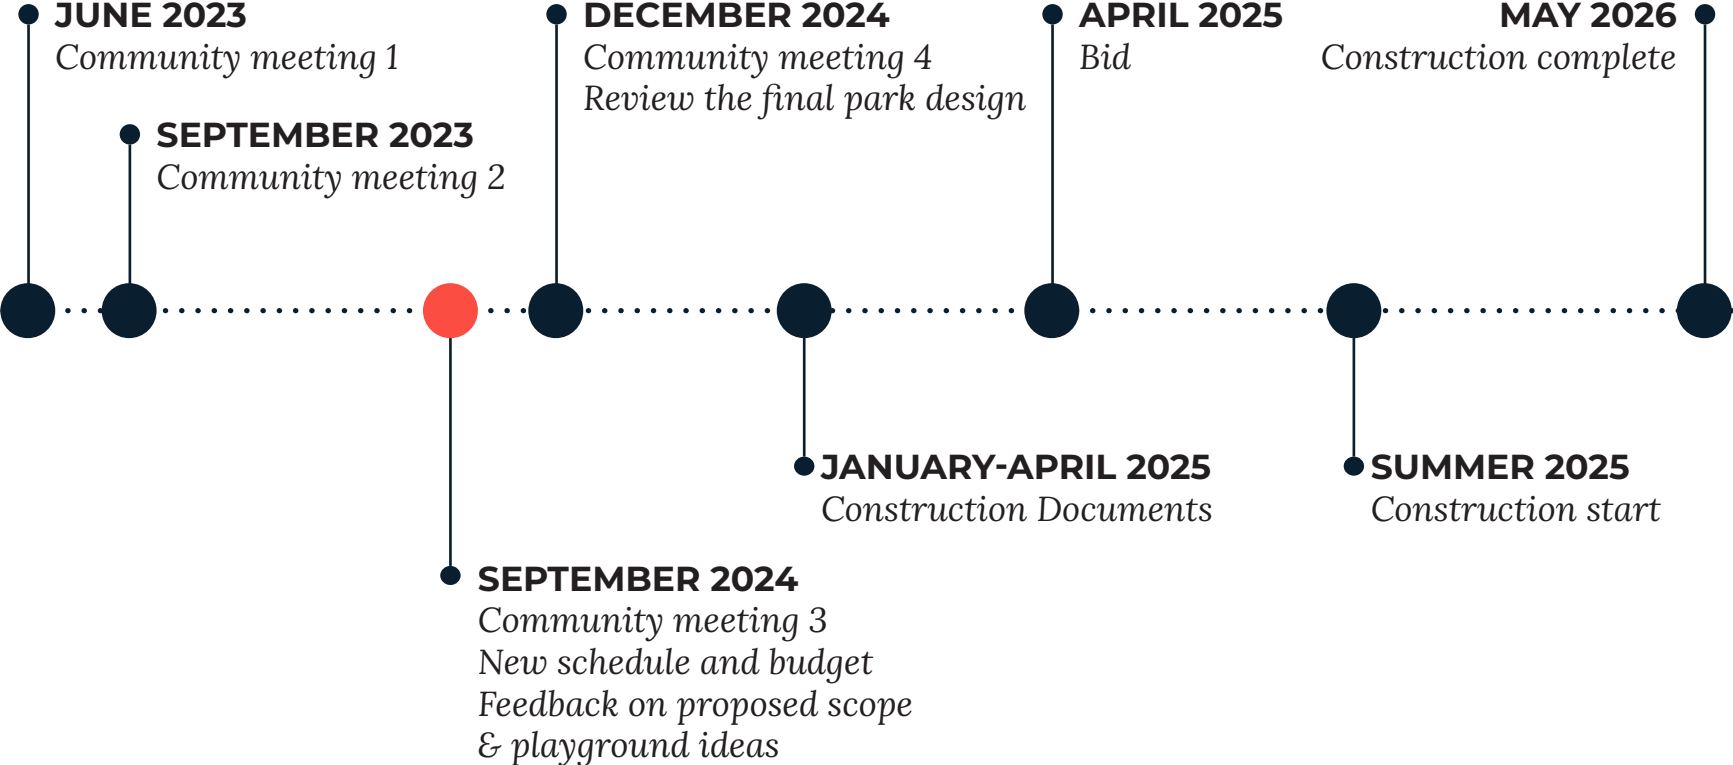 JUNE 2023
Community meeting 1
SEPTEMBER 2023
Community meeting 2
SEPTEMBER 2024
Community meeting 3
New schedule and budget
Feedback on proposed scope
& playground ideas
DECEMBER 2024
Community meeting 4
Review the final park design
JANUARY-APRIL 2025
Construction Documents
APRIL 2025
Bid
SUMMER 2025
Construction start
MAY 2026
Construction complete